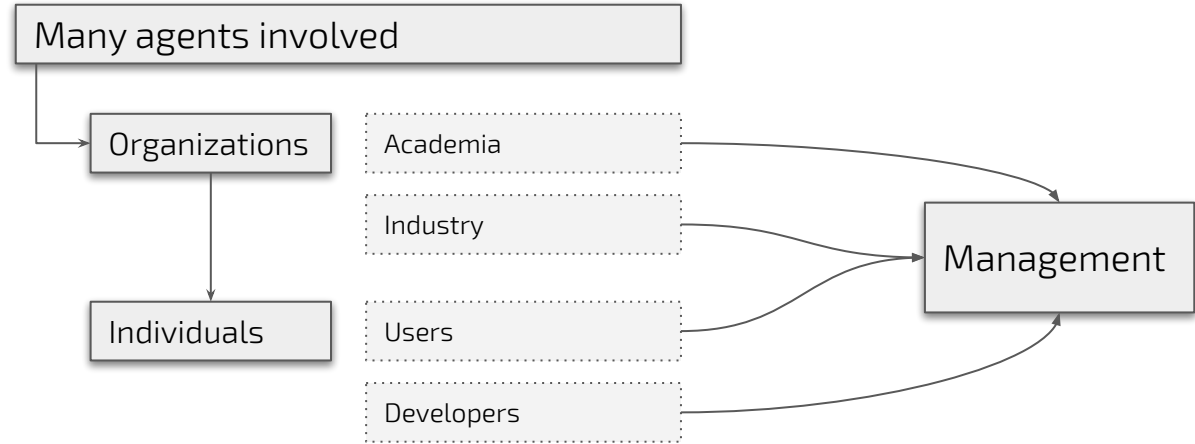 Many agents involved
Organizations
Academia
Industry
Management
Individuals
Users
Developers